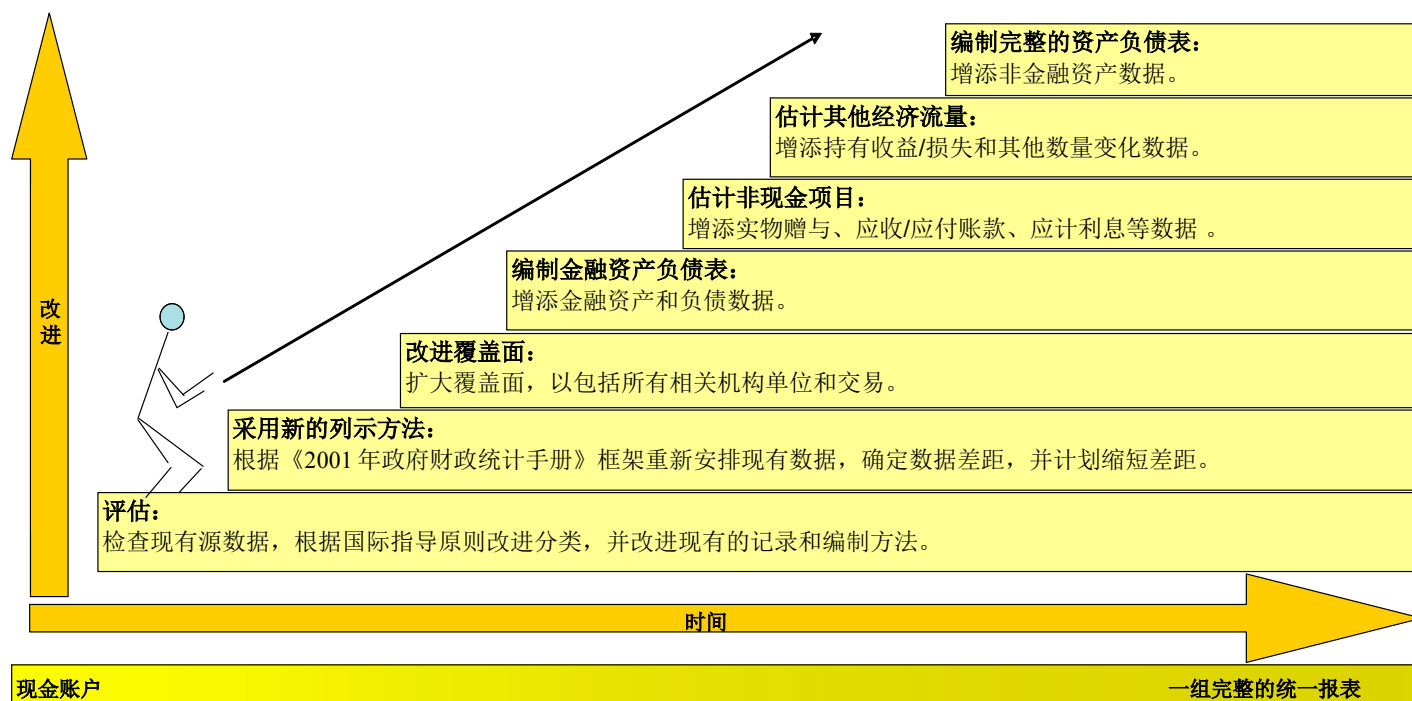 编制完整的资产负债表：
增添非金融资产数据。
估计其他经济流量：
增添持有收益/损失和其他数量变化数据。
估计非现金项目：
增添实物赠与、应收/应付账款、应计利息等数据 。
编制金融资产负债表：
增添金融资产和负债数据。
改进覆盖面：
扩大覆盖面，以包括所有相关机构单位和交易。
采用新的列示方法：
根据《2001 年政府财政统计手册》框架重新安排现有数据，确定数据差距，并计划缩短差距。
评估：
检查现有源数据，根据国际指导原则改进分类，并改进现有的记录和编制方法。
改
进
时间
现金账户
一组完整的统一报表